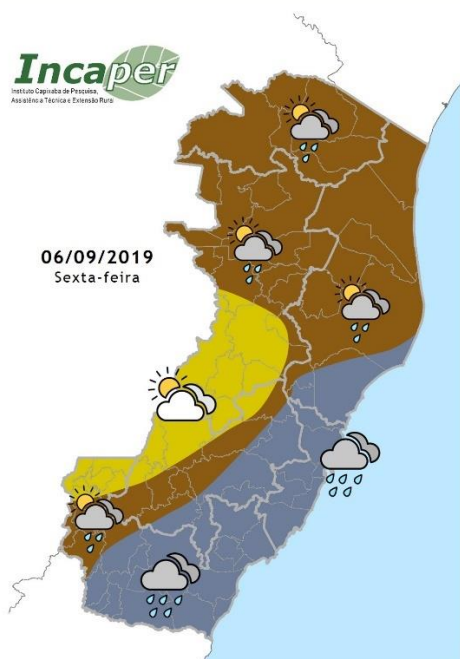 Incaper
Instituto Capixaba de Pesquisa,
Assistência Técnica e Extensão Rural
06/09/2019
Sexta-feira